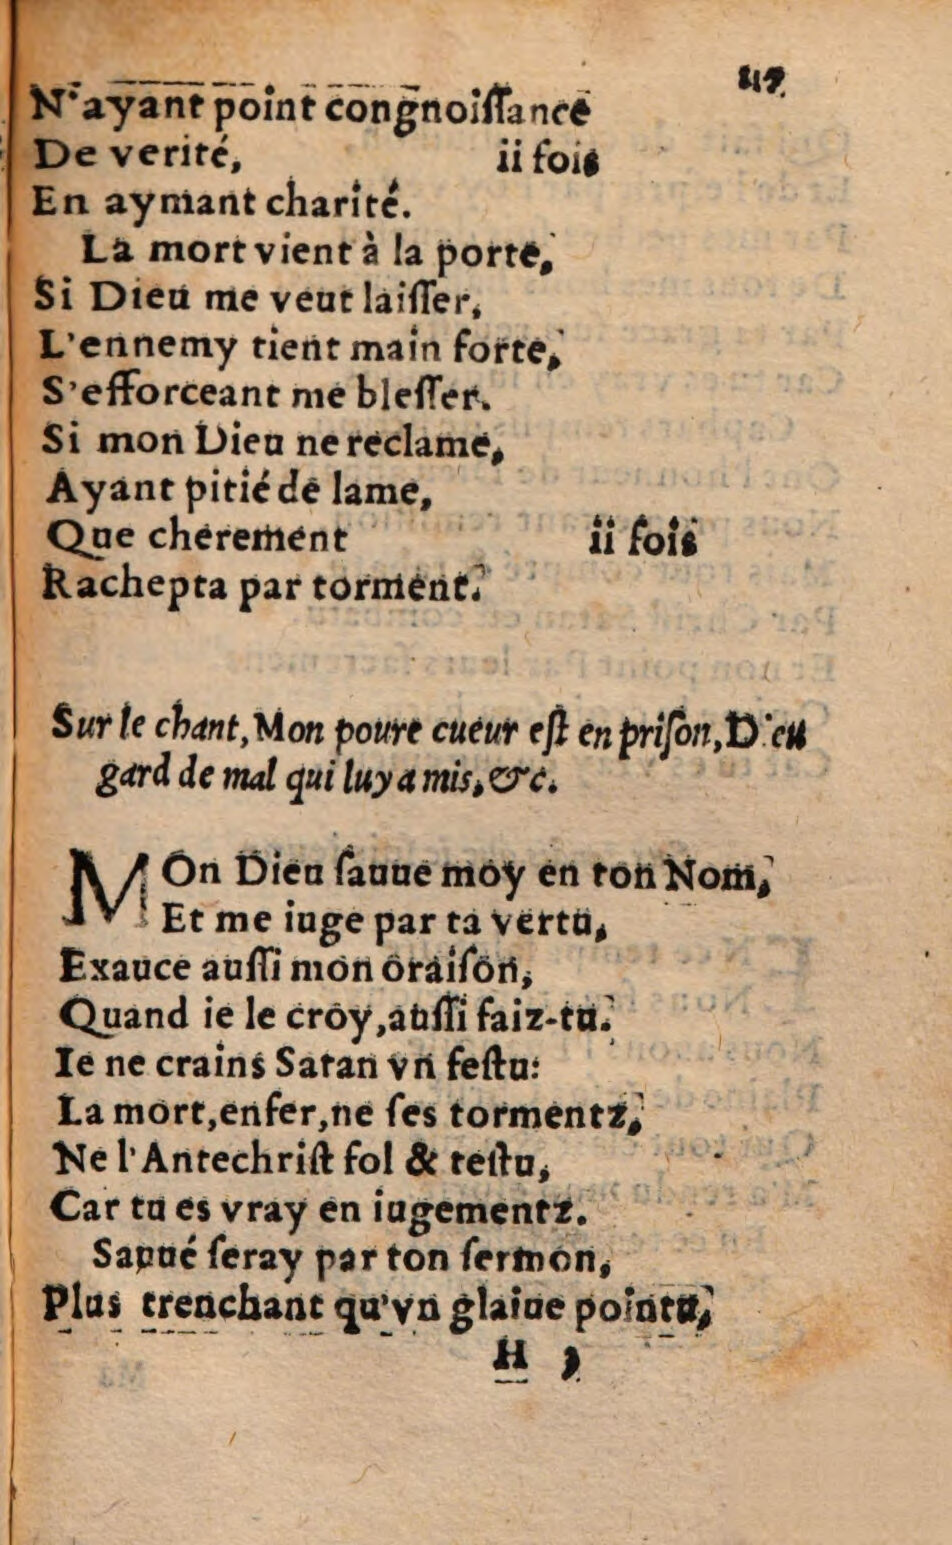 117
N'ayant point congnoiſſance
De verité,        ii fois
En aymant charité.
La mort vient à la porte,
Si Dieu me veut laiſſer,
L'ennemy tient main forte,
S'efforceant me bleſſer.
Si mon Dieu ne reclame,
Ayant pitié de lame,
Que cherement        ii fois
Rachepta par torment.
Sur le chant, Mon poure cueur eſt en priſon, Dieu
gard de mal qui luy a mis, &c.
MOn Dieu ſauue moy en ton Nom,
Et me iuge par ta vertu,
Exauce auſſi mon oraiſon,
Quand ie le croy, auſſi faiz-tu.
Ie ne crains Satan vn feſtu:
La mort, enfer, ne ſes tormentz,
Ne l'Antechriſt fol & teſtu,
Car tu es vray en iugementz.
Sauué ſeray par ton ſermon,
Plus trenchant qu'vn glaiue pointu,
H 3